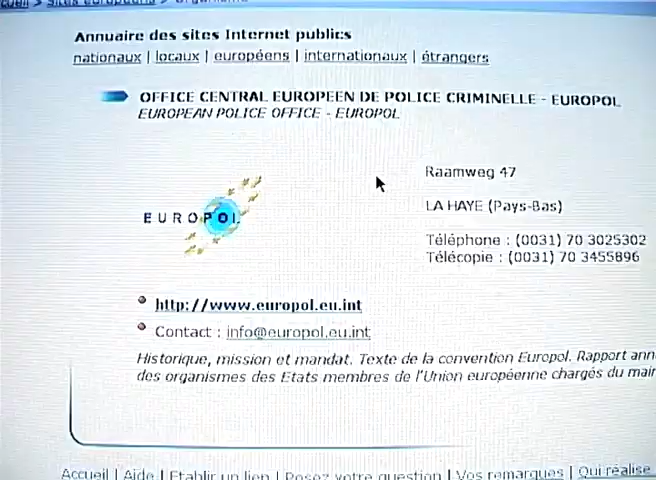 Sites européens >
Annuaire des sites Internet publics
nationaux | locaux | européens | internationaux | étrangers
OFFICE CENTRAL EUROPEEN DE POLICE CRIMINELLE - EUROPOL
EUROPEAN POLICE OFFICE - EUROPOL
EUROPOL
Raamweg 47
LA HAYE (Pays-Bas)
Téléphone : (0031) 70 3025302
Télécopie : (0031) 70 3455896
http://www.europol.eu.int
Contact : info@europol.eu.int
Historique, mission et mandat. Texte de la convention Europol. Rapport ann
des organismes des Etats membres de l'Union européenne chargés du main
Accueil | Aide | Etablir un lien | Posez votre question | Vos remarques | Qui réalise